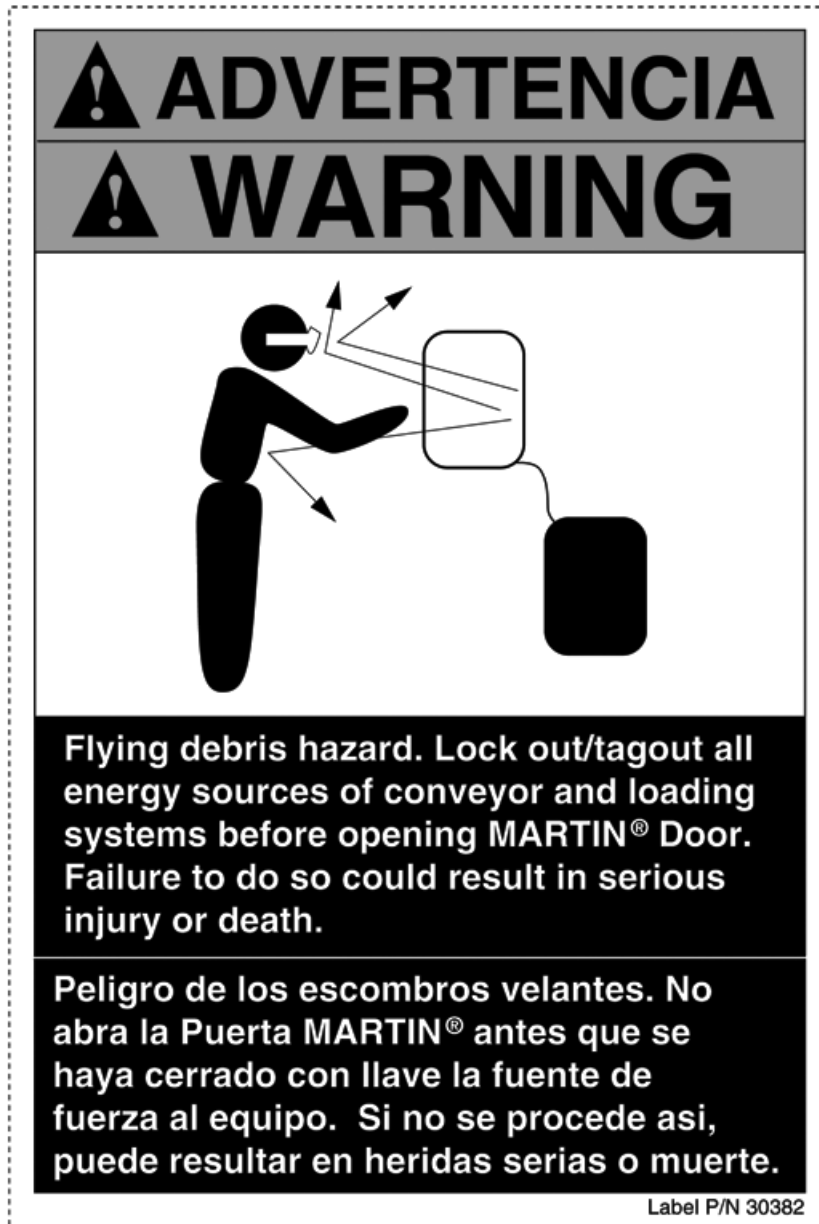 ADVERTENCIA
WARNING
Flying debris hazard. Lock out/tagout all
energy sources of conveyor and loading
systems before opening MARTIN® Door.
Failure to do so could result in serious
injury or death.
Peligro de los escombros velantes. No
abra la Puerta MARTIN® antes que se
haya cerrado con llave la fuente de
fuerza al equipo.  Si no se procede asi,
puede resultar en heridas serias o muerte.
Label P/N 30382